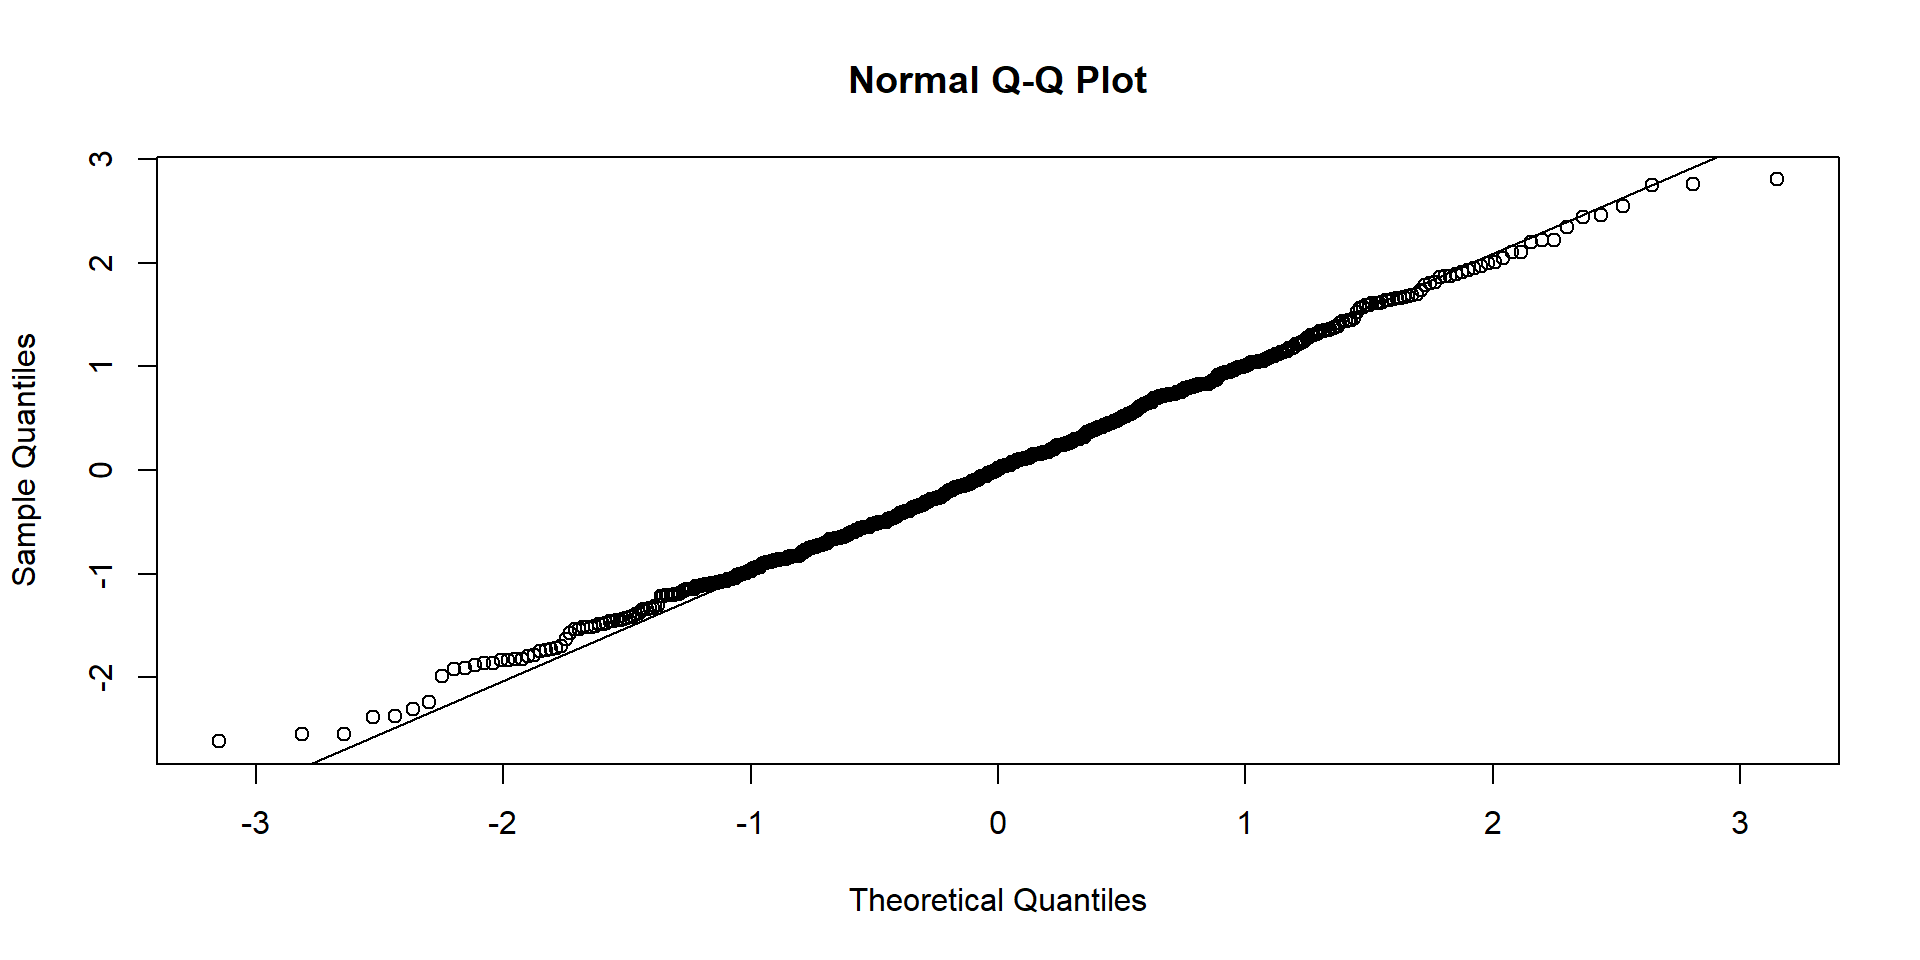 Normal Q-Q Plot
3
2
1
0
-1
-2
Sample Quantiles
-3 -2 -1 0 1 2 3
Theoretical Quantiles